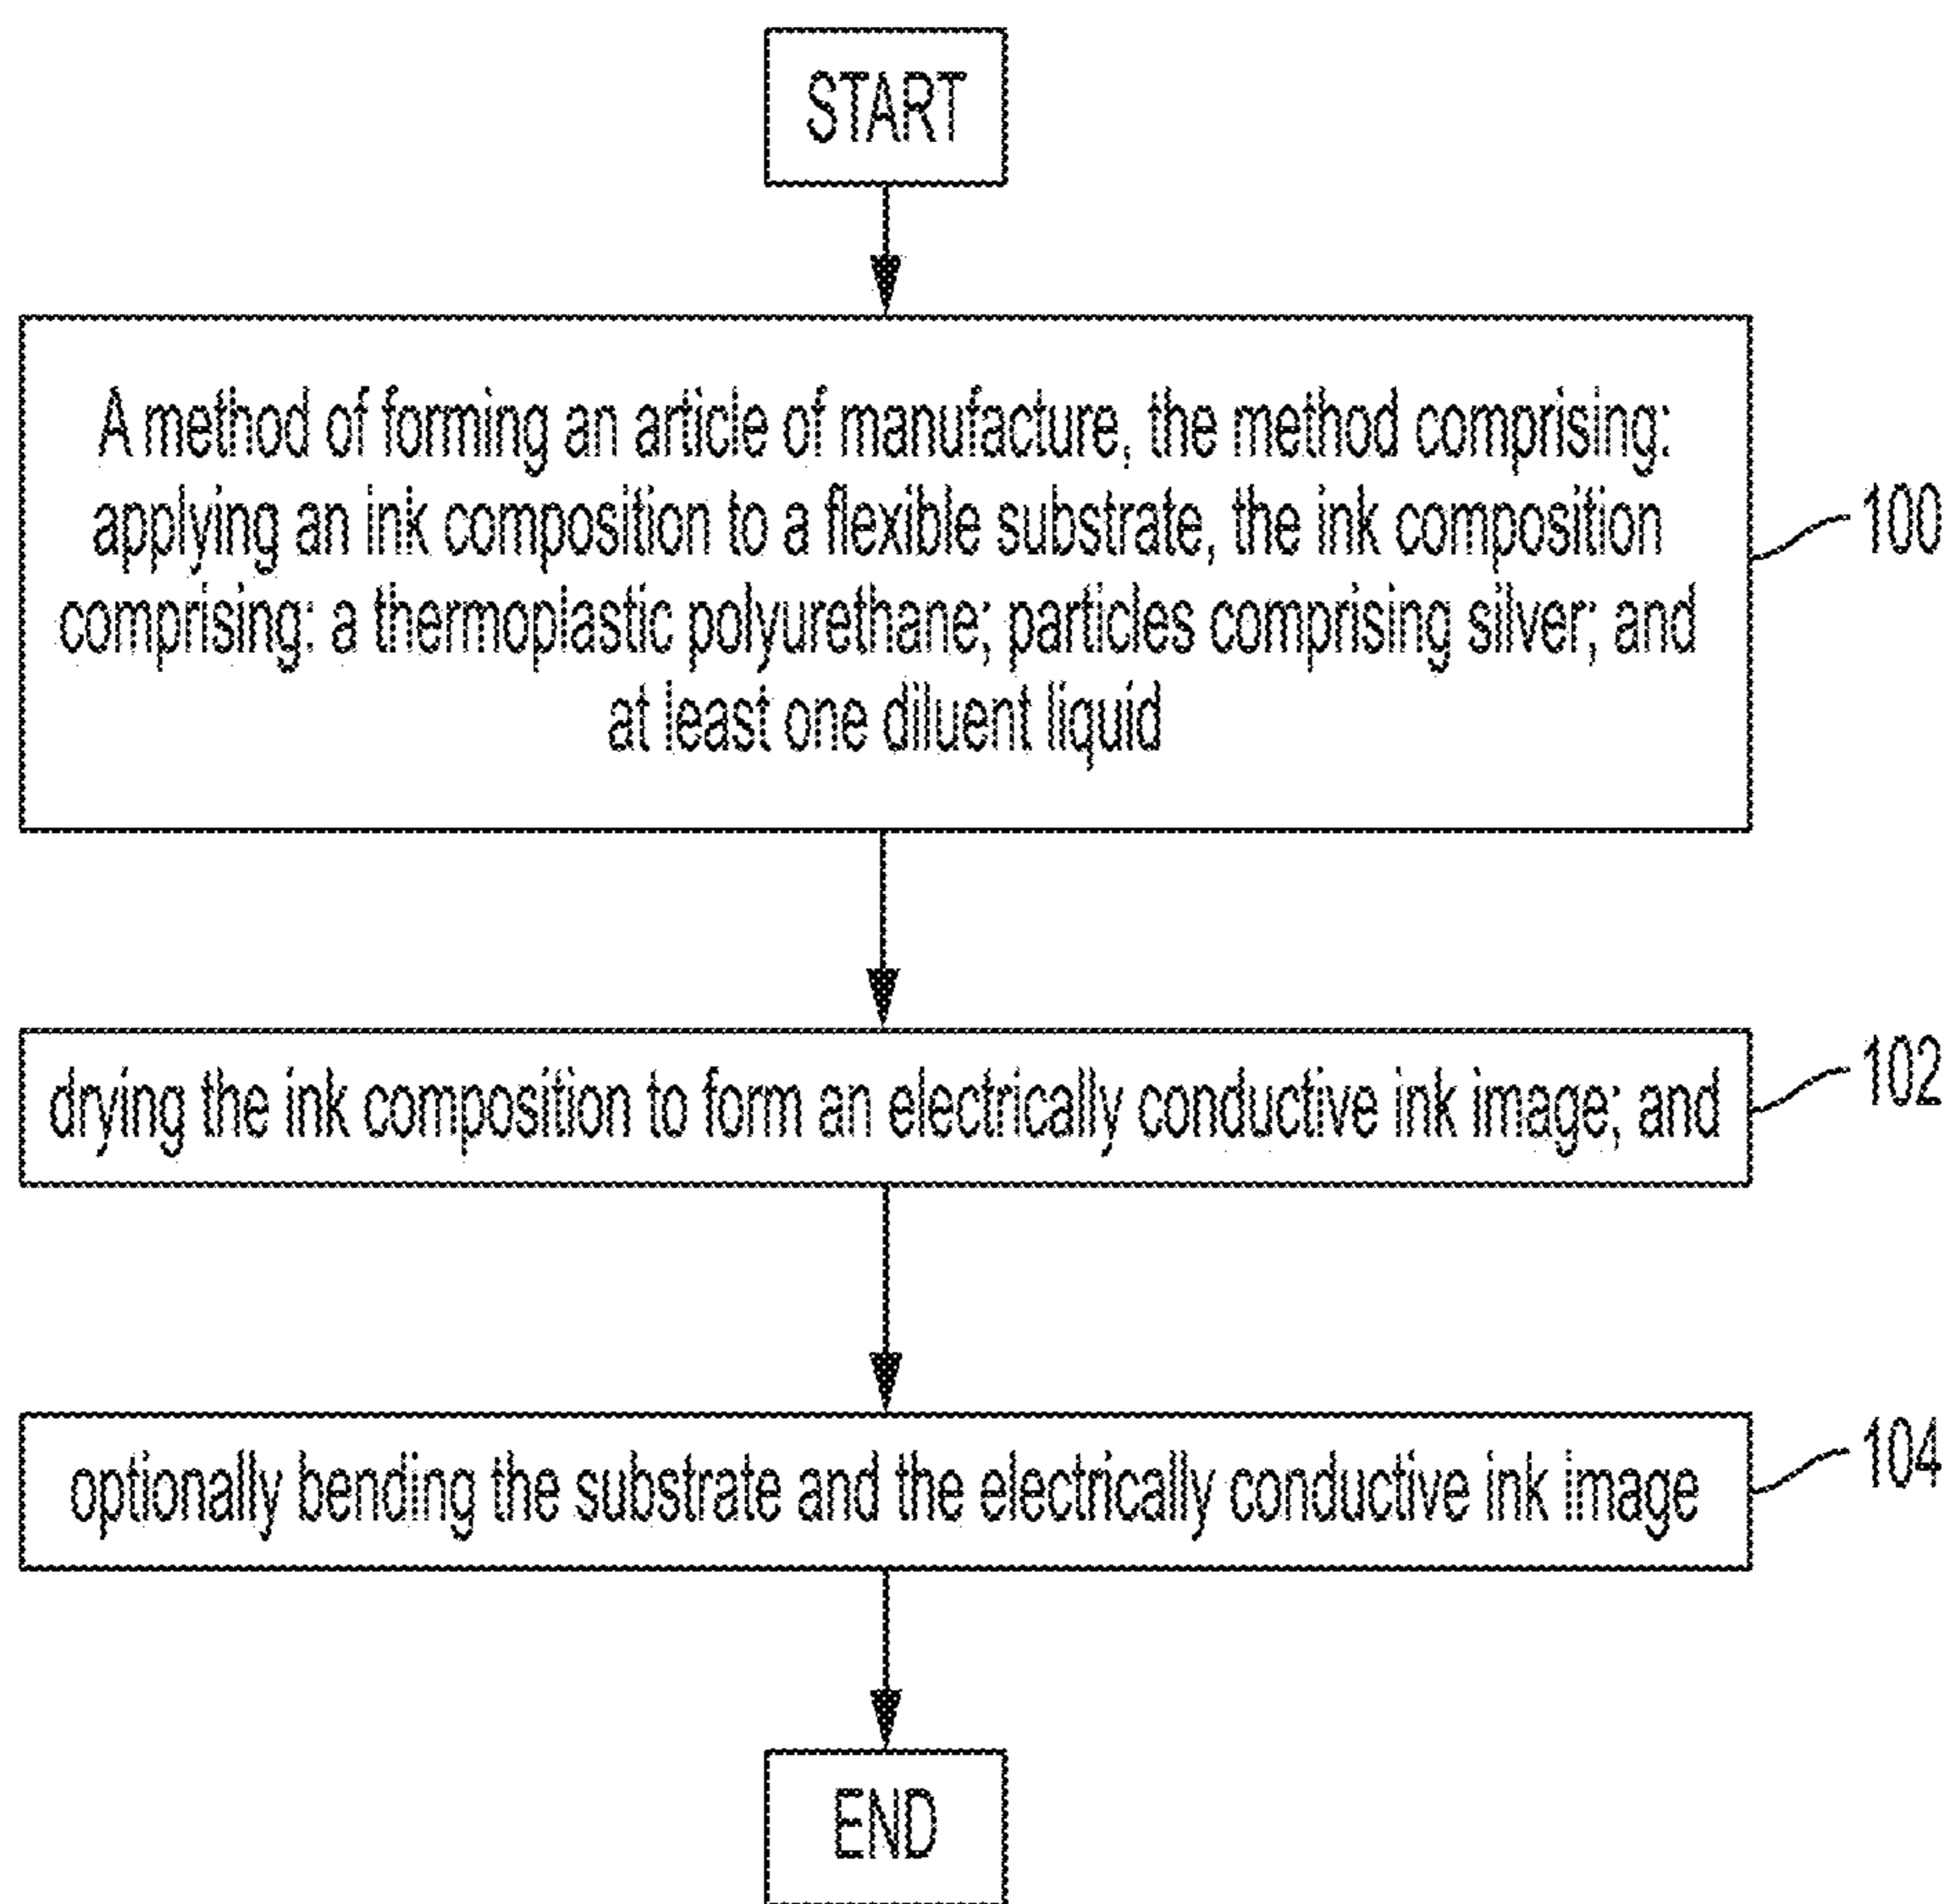 START
A method of forming an article of manufacture, the method comprising:
applying an ink composition to a flexible substrate, the ink composition
comprising: a thermoplastic polyurethane; particles comprising silver; and
at least one diluent liquid
100
drying the ink composition to form an electrically conductive ink image; and
102
optionally bending the substrate and the electrically conductive ink image
104
END